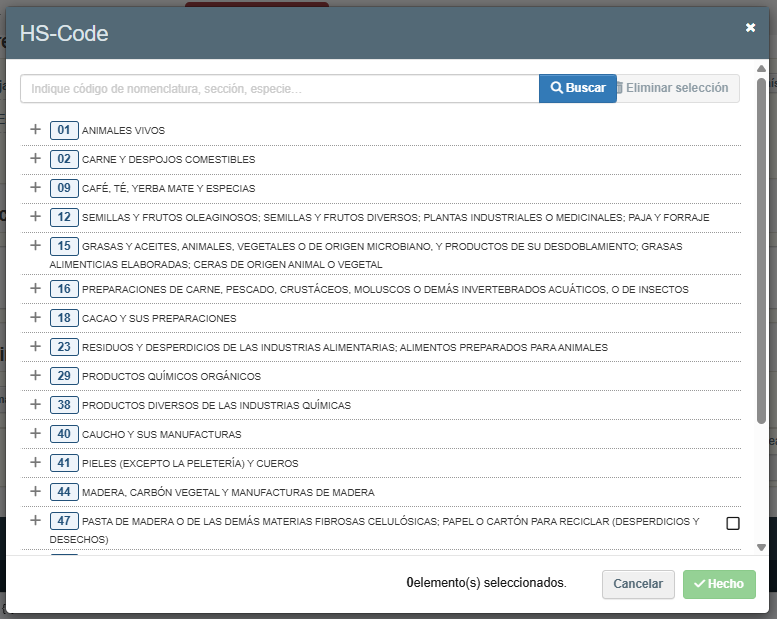 HS-Code
Indique código de nomenclatura, sección, especie...
Buscar
Eliminar selección
01 ANIMALES VIVOS
02 CARNE Y DESPOJOS COMESTIBLES
09 CAFÉ, TÉ, YERBA MATE Y ESPECIAS
12 SEMILLAS Y FRUTOS OLEAGINOSOS; SEMILLAS Y FRUTOS DIVERSOS; PLANTAS INDUSTRIALES O MEDICINALES; PAJA Y FORRAJE
15 GRASAS Y ACEITES, ANIMALES, VEGETALES O DE ORIGEN MICROBIANO, Y PRODUCTOS DE SU DESDOBLAMIENTO; GRASAS
ALIMENTICIAS ELABORADAS; CERAS DE ORIGEN ANIMAL O VEGETAL
16 PREPARACIONES DE CARNE, PESCADO, CRUSTÁCEOS, MOLUSCOS O DEMÁS INVERTEBRADOS ACUÁTICOS, O DE INSECTOS
18 CACAO Y SUS PREPARACIONES
23 RESIDUOS Y DESPERDICIOS DE LAS INDUSTRIAS ALIMENTARIAS; ALIMENTOS PREPARADOS PARA ANIMALES
29 PRODUCTOS QUÍMICOS ORGÁNICOS
38 PRODUCTOS DIVERSOS DE LAS INDUSTRIAS QUÍMICAS
40 CAUCHO Y SUS MANUFACTURAS
41 PIELES (EXCEPTO LA PELETERÍA) Y CUEROS
44 MADERA, CARBÓN VEGETAL Y MANUFACTURAS DE MADERA
47 PASTA DE MADERA O DE LAS DEMÁS MATERIAS FIBROSAS CELULÓSICAS; PAPEL O CARTÓN PARA RECICLAR (DESPERDICIOS Y
DESECHOS)
0elemento(s) seleccionados.
Cancelar
Hecho